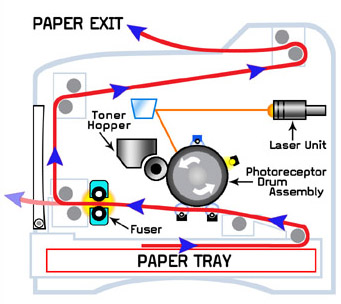 PAPER EXIT
Toner
Hopper
Laser Unit
Photoreceptor
Drum
Assembly
Fuser
PAPER TRAY